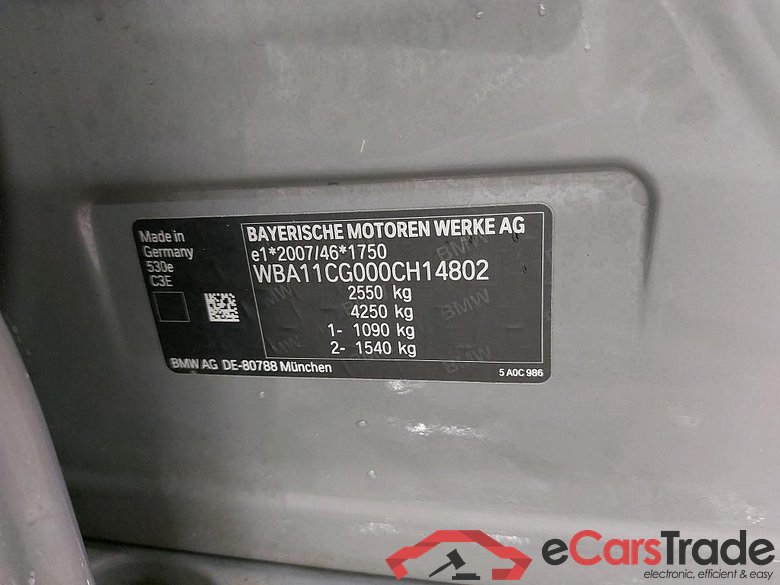 BAYERISCHE MOTOREN WERKE AG
e1*2007/46*1750
WBA11CG000CH14802
2550 kg
4250 kg
1- 1090 kg
2- 1540 kg
Made in
Germany
530e
C3E
BMW AG DE-80788 München
5 A0C 986
eCarsTrade
electronic, efficient & easy